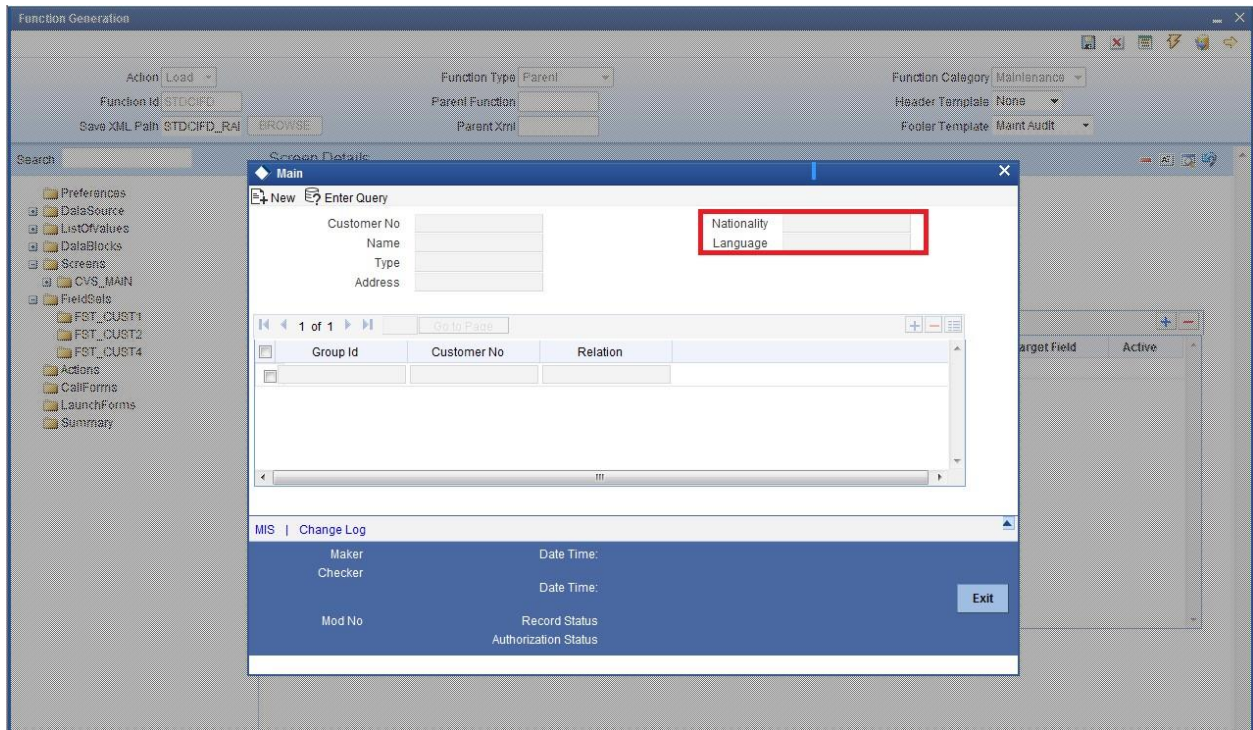 Function Generation
Action Load Function Type Parent Function Category Maintenance
Function Id STDCIFD Parent Function Header Template None
Save XML Path STDCIFD_RAI BROWSE Parent Xml Footer Template Maint Audit
Search Screen Details
Preferences
DataSource
ListOfValues
DataBlocks
Screens
CVS_MAIN
FieldSets
FST_CUST1
FST_CUST2
FST_CUST4
Actions
CallForms
LaunchForms
Summary
Main
New Enter Query
Customer No Nationality
Name Language
Type
Address
1 of 1 Go to Page
Group Id Customer No Relation
MIS | Change Log
Maker Date Time:
Checker
Date Time:
Mod No Record Status
Authorization Status
Exit
arget Field Active